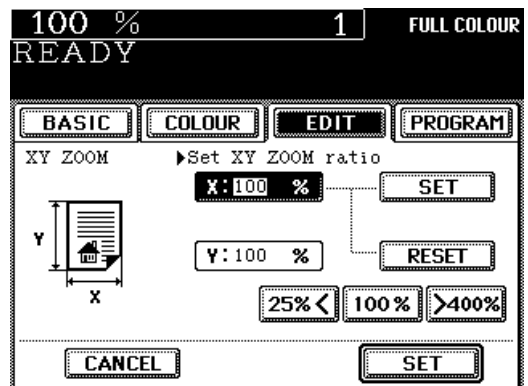 100 % 1 FULL COLOUR
READY
BASIC COLOUR EDIT PROGRAM
XY ZOOM ▶Set XY ZOOM ratio
X:100 % SET
Y
Y:100 % RESET
X
25%< 100% >400%
CANCEL SET